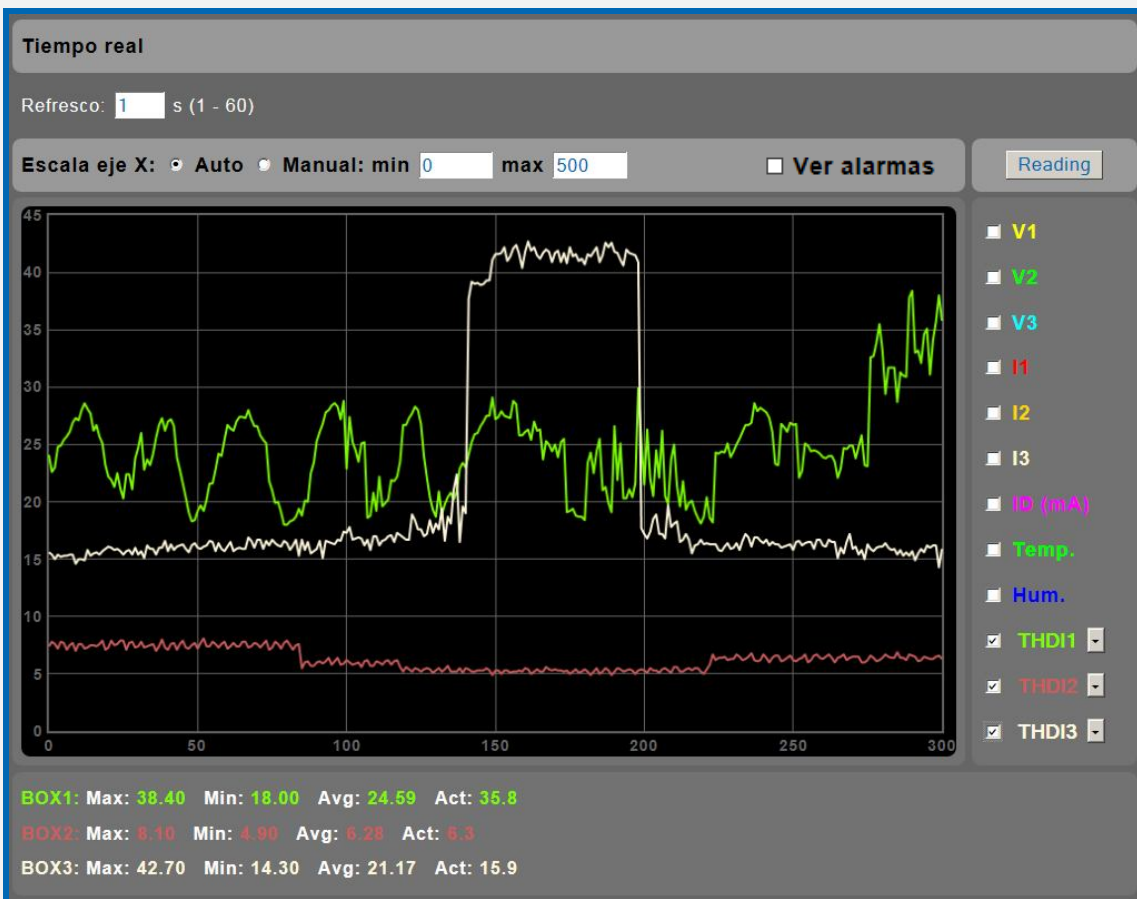 Tiempo real
Refresco: 1 s (1 - 60)
Escala eje X: Auto Manual: min 0 max 500 Ver alarmas Reading
45
40
35
30
25
20
15
10
5
0
0 50 100 150 200 250 300
V1
V2
V3
I1
I2
I3
ID (mA)
Temp.
Hum.
THDI1
THDI2
THDI3
BOX1: Max: 38.40 Min: 18.00 Avg: 24.59 Act: 35.8
BOX2: Max: 8.10 Min: 4.90 Avg: 6.28 Act: 6.3
BOX3: Max: 42.70 Min: 14.30 Avg: 21.17 Act: 15.9